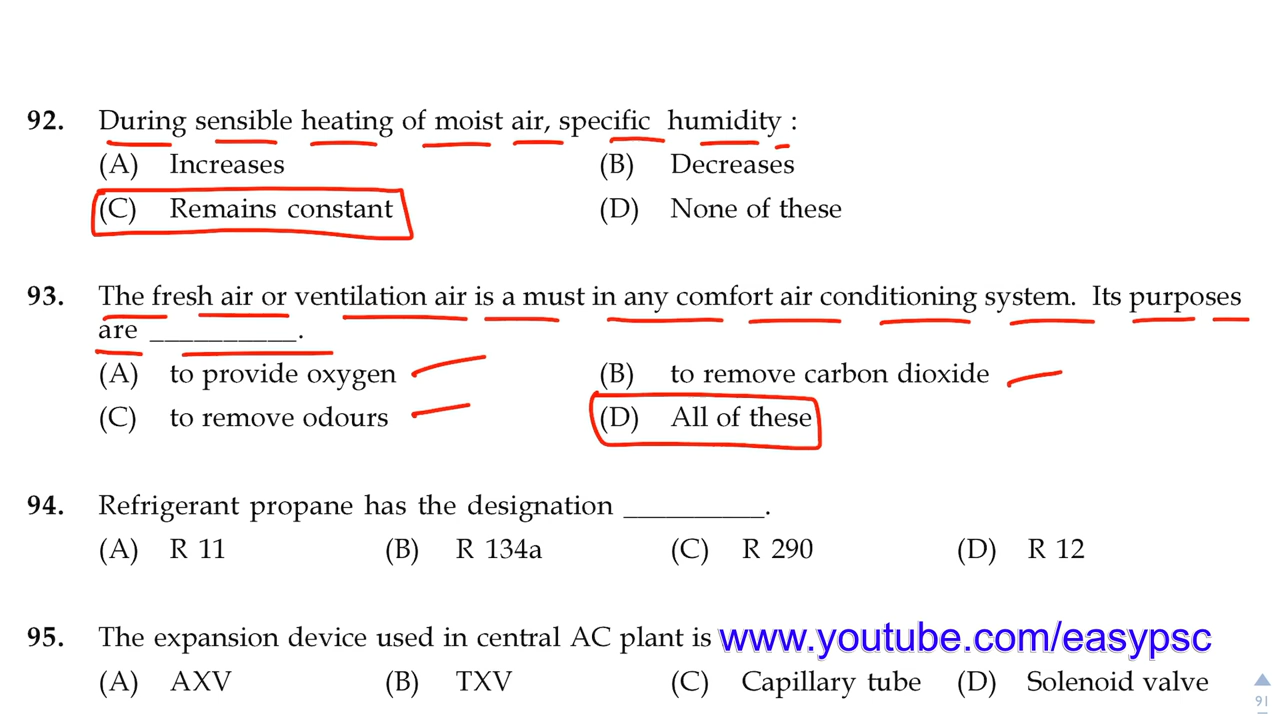 92. During sensible heating of moist air, specific humidity :
(A) Increases (B) Decreases
(C) Remains constant (D) None of these
93. The fresh air or ventilation air is a must in any comfort air conditioning system. Its purposes
are __________.
(A) to provide oxygen (B) to remove carbon dioxide
(C) to remove odours (D) All of these
94. Refrigerant propane has the designation __________.
(A) R 11 (B) R 134a (C) R 290 (D) R 12
95. The expansion device used in central AC plant is www.youtube.com/easypsc
(A) AXV (B) TXV (C) Capillary tube (D) Solenoid valve
91